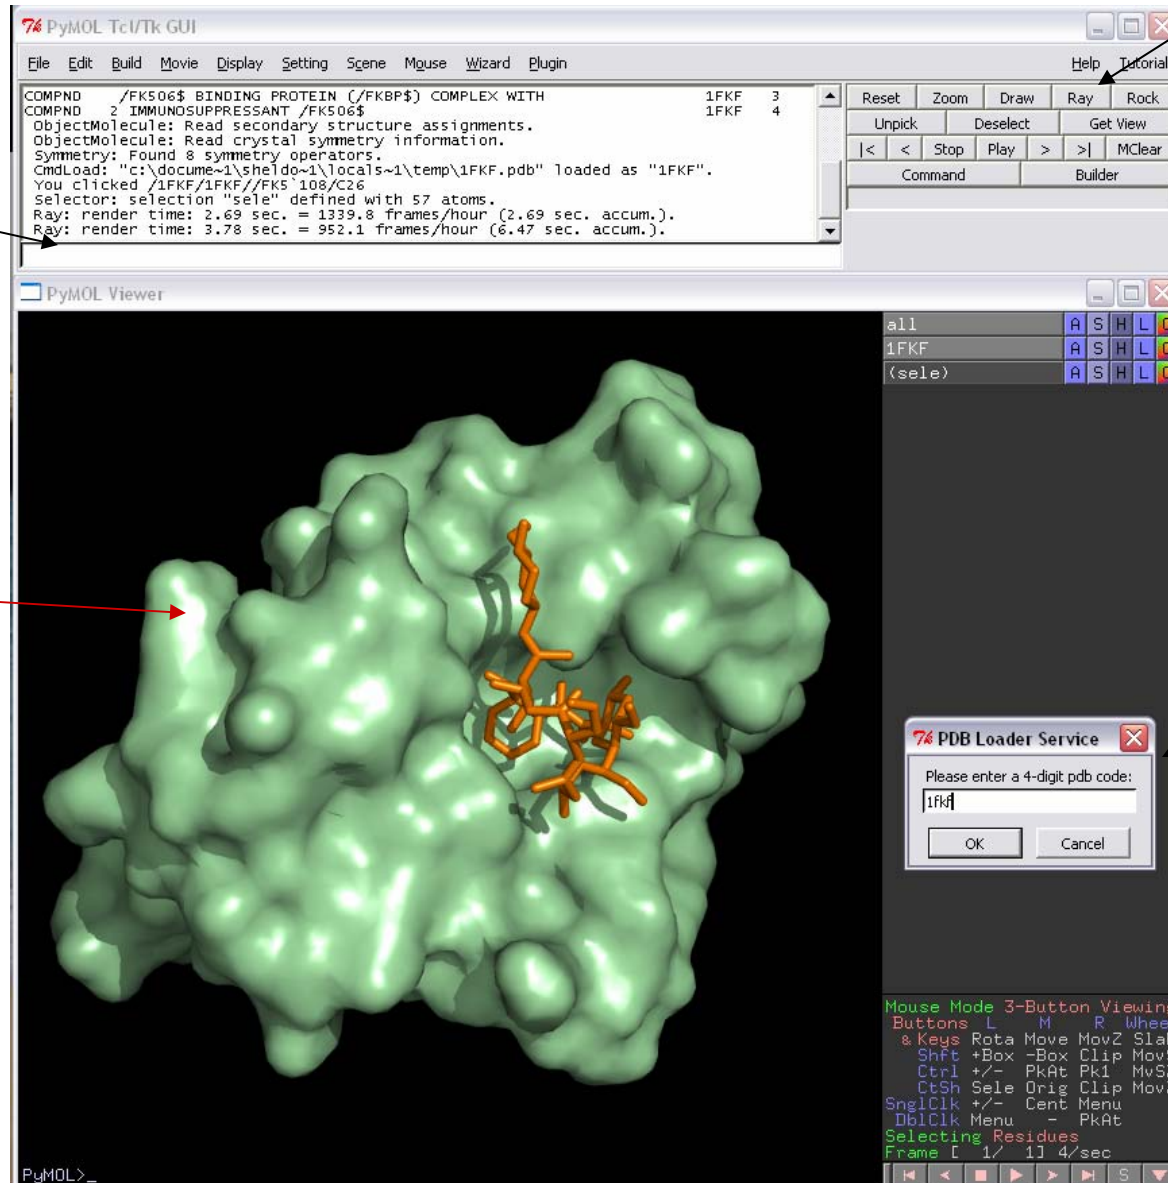 PyMOL Tcl/Tk GUI
File Edit Build Movie Display Setting Scene Mouse Wizard Plugin Help Tutorial
COMPND /FK506$ BINDING PROTEIN (/FKBP$) COMPLEX WITH 1FKF 3
COMPND 2 IMMUNOSUPPRESSANT /FK506$ 1FKF 4
ObjectMolecule: Read secondary structure assignments.
ObjectMolecule: Read crystal symmetry information.
Symmetry: Found 8 symmetry operators.
CmdLoad: "c:\docume~1\sheldo~1\locals~1\temp\1FKF.pdb" loaded as "1FKF".
You clicked /1FKF/1FKF//FK5`108/C26
Selector: selection "sele" defined with 57 atoms.
Ray: render time: 2.69 sec. = 1339.8 frames/hour (2.69 sec. accum.).
Ray: render time: 3.78 sec. = 952.1 frames/hour (6.47 sec. accum.).
Reset Zoom Draw Ray Rock
Unpick Deselect Get View
|< < Stop Play > >| MClear
Command Builder
PyMOL Viewer
all A S H L C
1FKF A S H L C
(sele) A S H L C
PDB Loader Service
Please enter a 4-digit pdb code:
1fkf
OK Cancel
Mouse Mode 3-Button Viewing
Buttons L M R Whee
& Keys Rota Move MovZ Sla
Shft +Box -Box Clip Mov
Ctrl +/- PkAt Pk1 MvS
CtSh Sele Orig Clip Mov
SnglClk +/- Cent Menu
DblClk Menu - PkAt
Selecting Residues
Frame [ 1/ 1] 4/sec
S
PyMOL>_